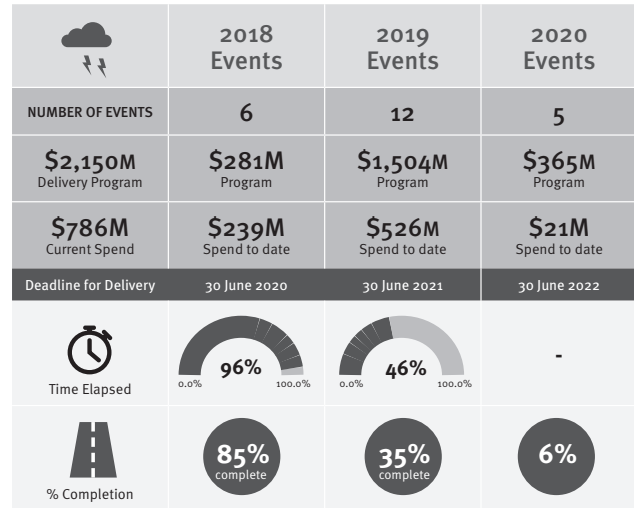 2018 Events
2019 Events
2020 Events
NUMBER OF EVENTS
6
12
5
$2,150M
Delivery Program
$281M
Program
$1,504M
Program
$365M
Program
$786M
Current Spend
$239M
Spend to date
$526M
Spend to date
$21M
Spend to date
Deadline for Delivery
30 June 2020
30 June 2021
30 June 2022
Time Elapsed
96%
0.0%
100.0%
46%
0.0%
100.0%
-
% Completion
85%
complete
35%
complete
6%